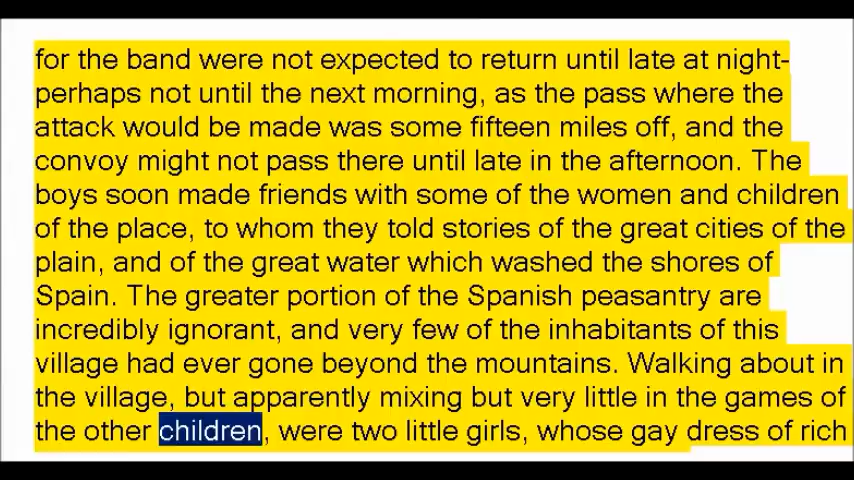 for the band were not expected to return until late at night-
perhaps not until the next morning, as the pass where the
attack would be made was some fifteen miles off, and the
convoy might not pass there until late in the afternoon. The
boys soon made friends with some of the women and children
of the place, to whom they told stories of the great cities of the
plain, and of the great water which washed the shores of
Spain. The greater portion of the Spanish peasantry are
incredibly ignorant, and very few of the inhabitants of this
village had ever gone beyond the mountains. Walking about in
the village, but apparently mixing but very little in the games of
the other children, were two little girls, whose gay dress of rich